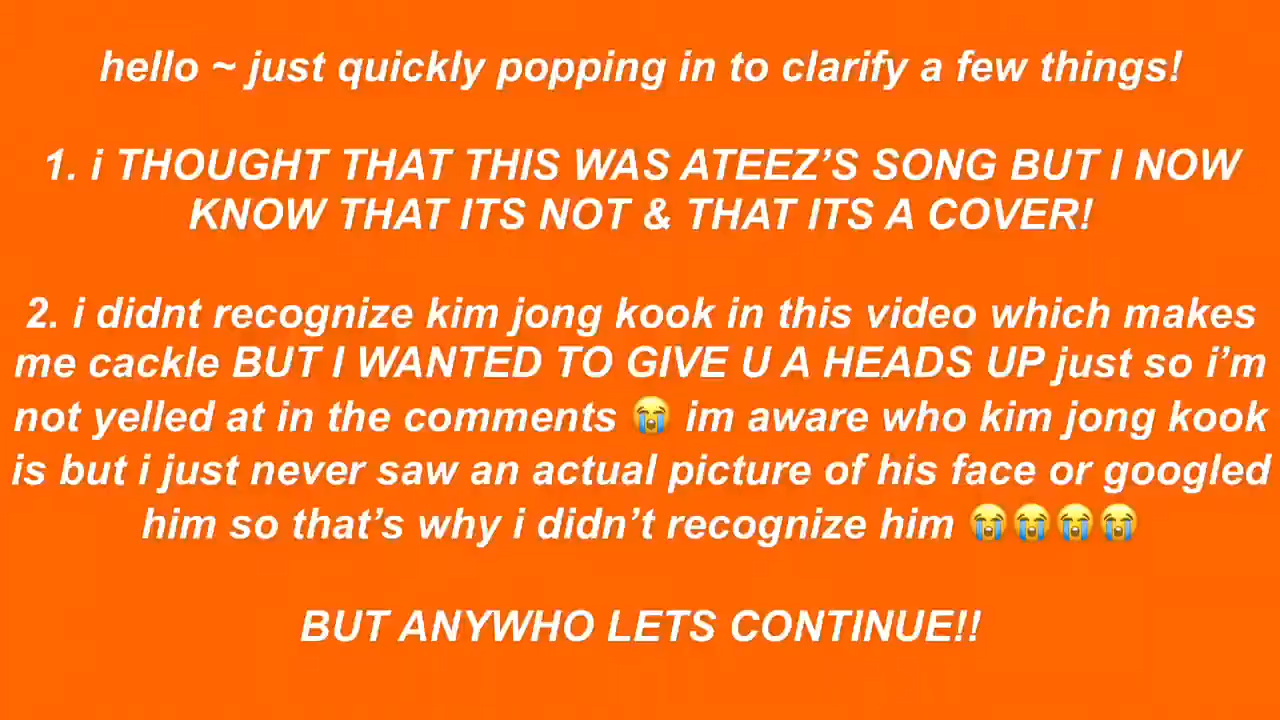 hello ~ just quickly popping in to clarify a few things!
1. i THOUGHT THAT THIS WAS ATEEZ’S SONG BUT I NOW
KNOW THAT ITS NOT & THAT ITS A COVER!
2. i didnt recognize kim jong kook in this video which makes
me cackle BUT I WANTED TO GIVE U A HEADS UP just so i’m
not yelled at in the comments 😭 im aware who kim jong kook
is but i just never saw an actual picture of his face or googled
him so that’s why i didn’t recognize him 😭😭😭😭
BUT ANYWHO LETS CONTINUE!!